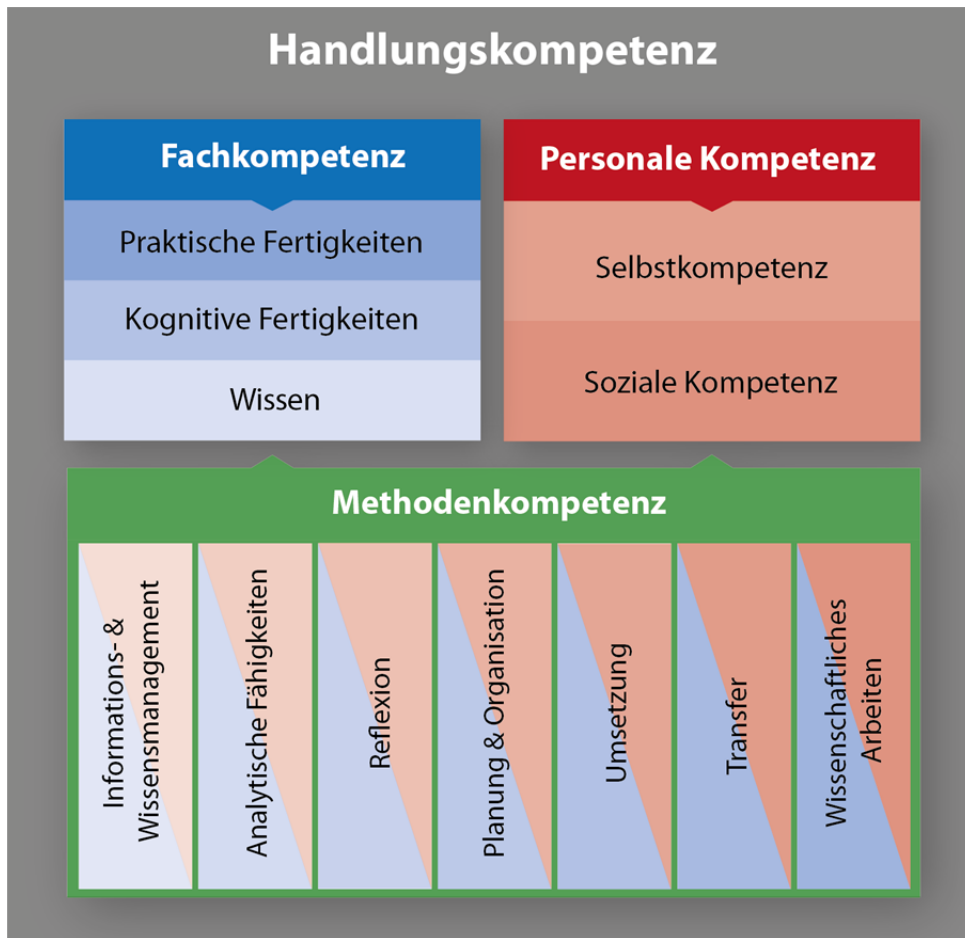 Handlungskompetenz
Fachkompetenz
Praktische Fertigkeiten
Kognitive Fertigkeiten
Wissen
Personale Kompetenz
Selbstkompetenz
Soziale Kompetenz
Methodenkompetenz
Informations- &
Wissensmanagement
Analytische Fähigkeiten
Reflexion
Planung & Organisation
Umsetzung
Transfer
Wissenschaftliches
Arbeiten